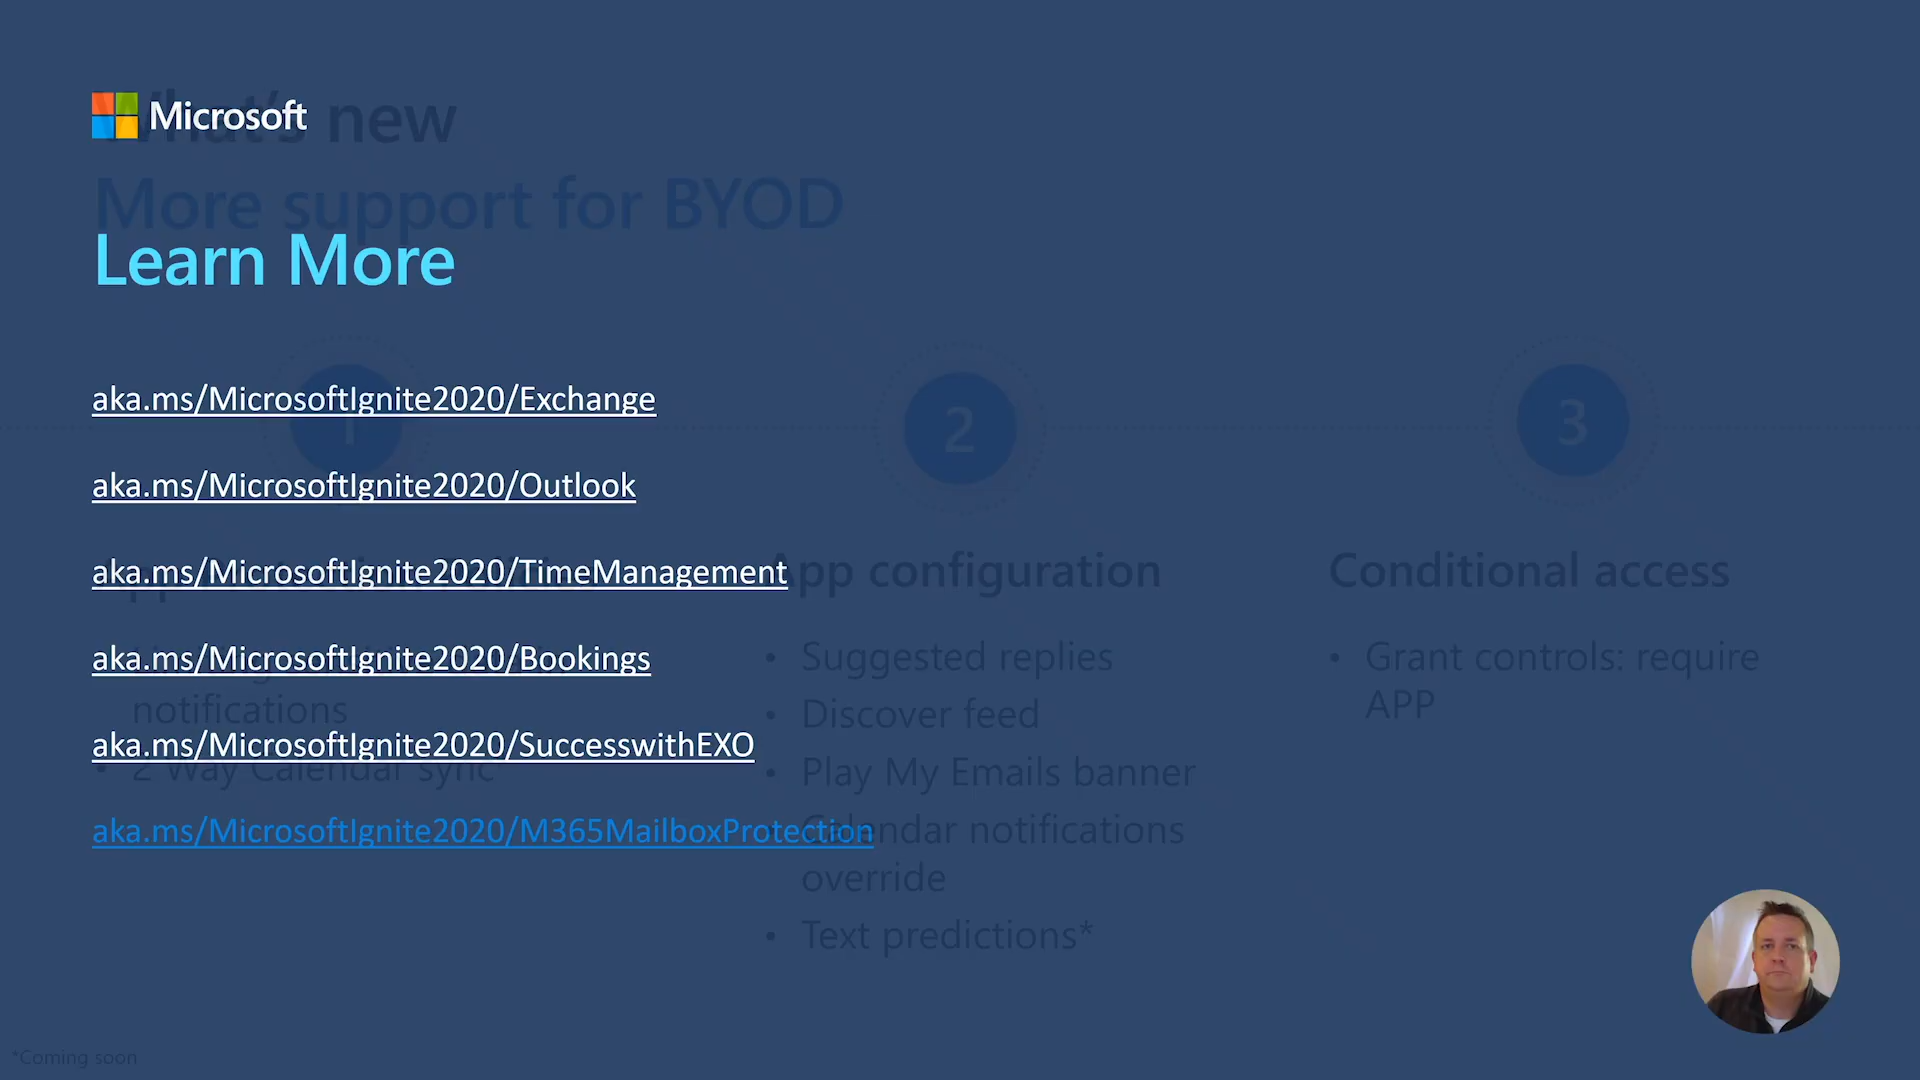 Microsoft
What's new
More support for BYOD
Learn More
aka.ms/MicrosoftIgnite2020/Exchange
1
2
3
aka.ms/MicrosoftIgnite2020/Outlook
aka.ms/MicrosoftIgnite2020/TimeManagement
App configuration
Conditional access
aka.ms/MicrosoftIgnite2020/Bookings
notifications
aka.ms/MicrosoftIgnite2020/SuccesswithEXO
• 2 Way Calendar sync
aka.ms/MicrosoftIgnite2020/M365MailboxProtection
• Suggested replies
• Discover feed
• Play My Emails banner
• Calendar notifications
override
• Text predictions*
• Grant controls: require
APP
*Coming soon